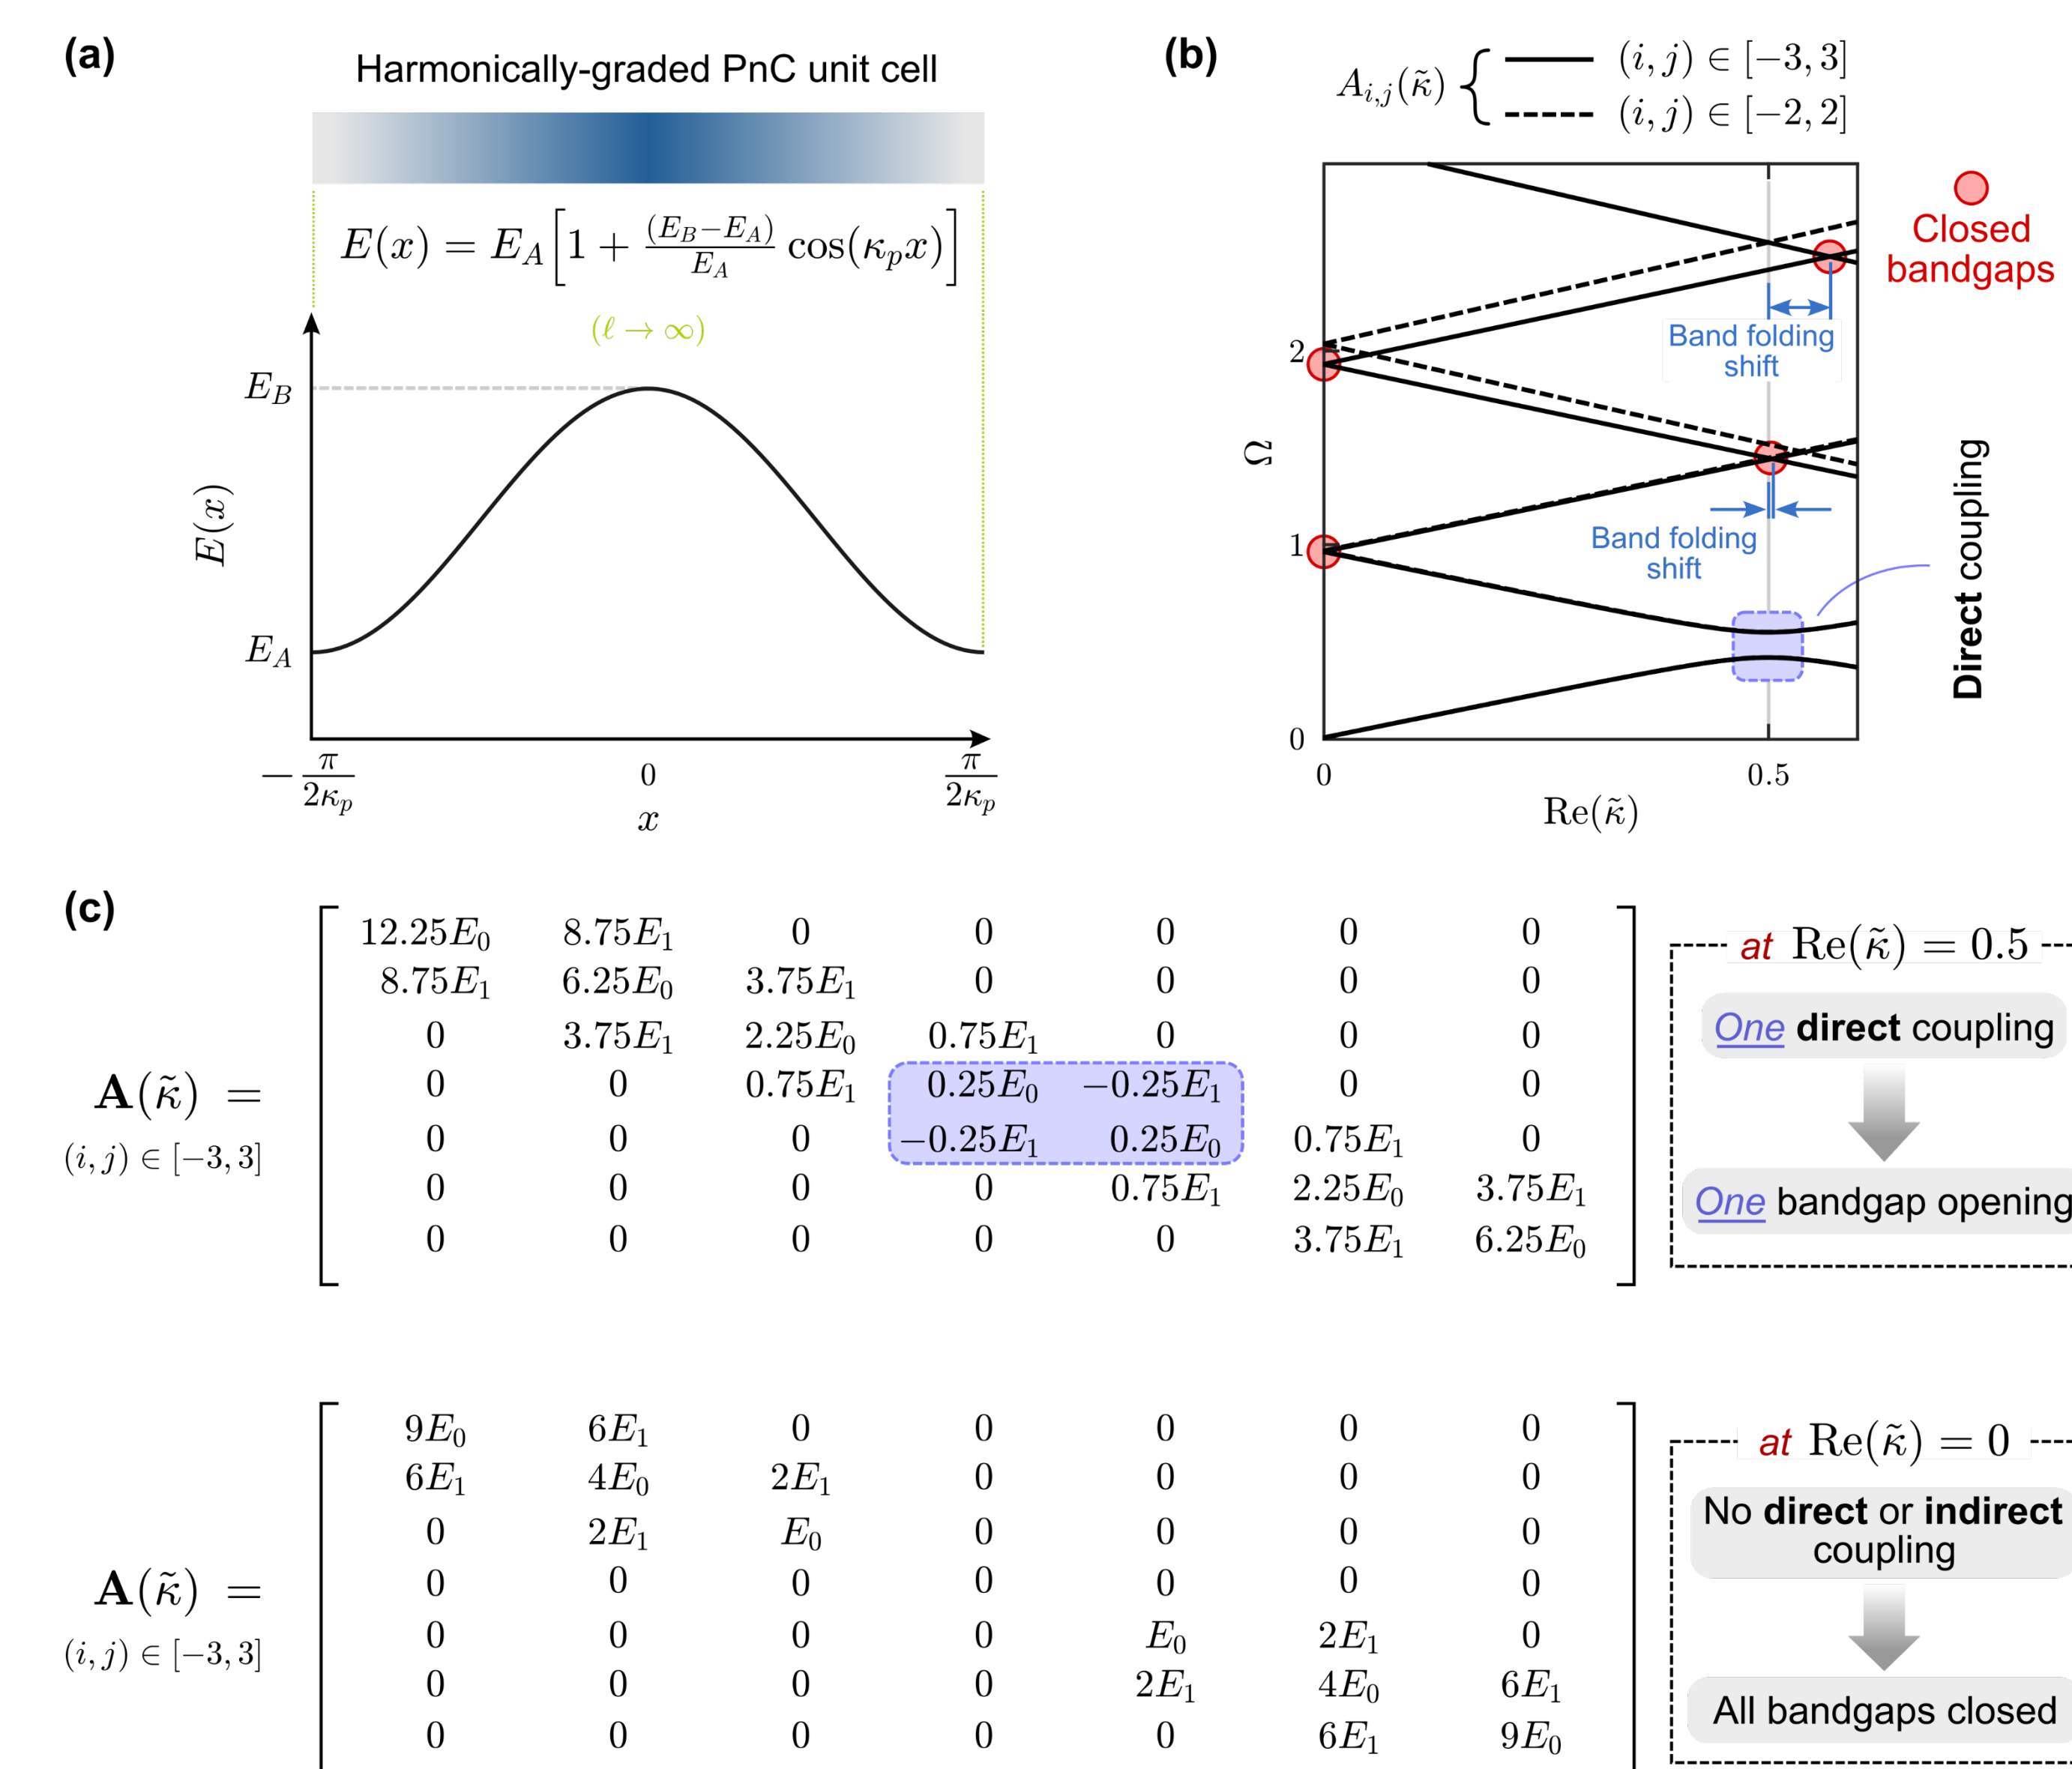 (a)
Harmonically-graded PnC unit cell
E(x) = E_A[1 + (E_B−E_A)/E_A cos(κ_p x)]
(ℓ → ∞)
E_B
E_A
E(x)
−π/2κ_p 0 π/2κ_p
x
(b)
A_{i,j}(κ̃) { (i, j) ∈ [−3, 3]
(i, j) ∈ [−2, 2]
Closed
bandgaps
Band folding
shift
Band folding
shift
Direct coupling
2
1
0
Ω
0 0.5
Re(κ̃)
(c)
A(κ̃) =
(i, j) ∈ [−3, 3]
12.25E_0 8.75E_1 0 0 0 0 0
8.75E_1 6.25E_0 3.75E_1 0 0 0 0
0 3.75E_1 2.25E_0 0.75E_1 0 0 0
0 0 0.75E_1 0.25E_0 −0.25E_1 0 0
0 0 0 −0.25E_1 0.25E_0 0.75E_1 0
0 0 0 0 0.75E_1 2.25E_0 3.75E_1
0 0 0 0 0 3.75E_1 6.25E_0
at Re(κ̃) = 0.5
One direct coupling
One bandgap opening
A(κ̃) =
(i, j) ∈ [−3, 3]
9E_0 6E_1 0 0 0 0 0
6E_1 4E_0 2E_1 0 0 0 0
0 2E_1 E_0 0 0 0 0
0 0 0 0 0 0 0
0 0 0 0 E_0 2E_1 0
0 0 0 0 2E_1 4E_0 6E_1
0 0 0 0 0 6E_1 9E_0
at Re(κ̃) = 0
No direct or indirect
coupling
All bandgaps closed